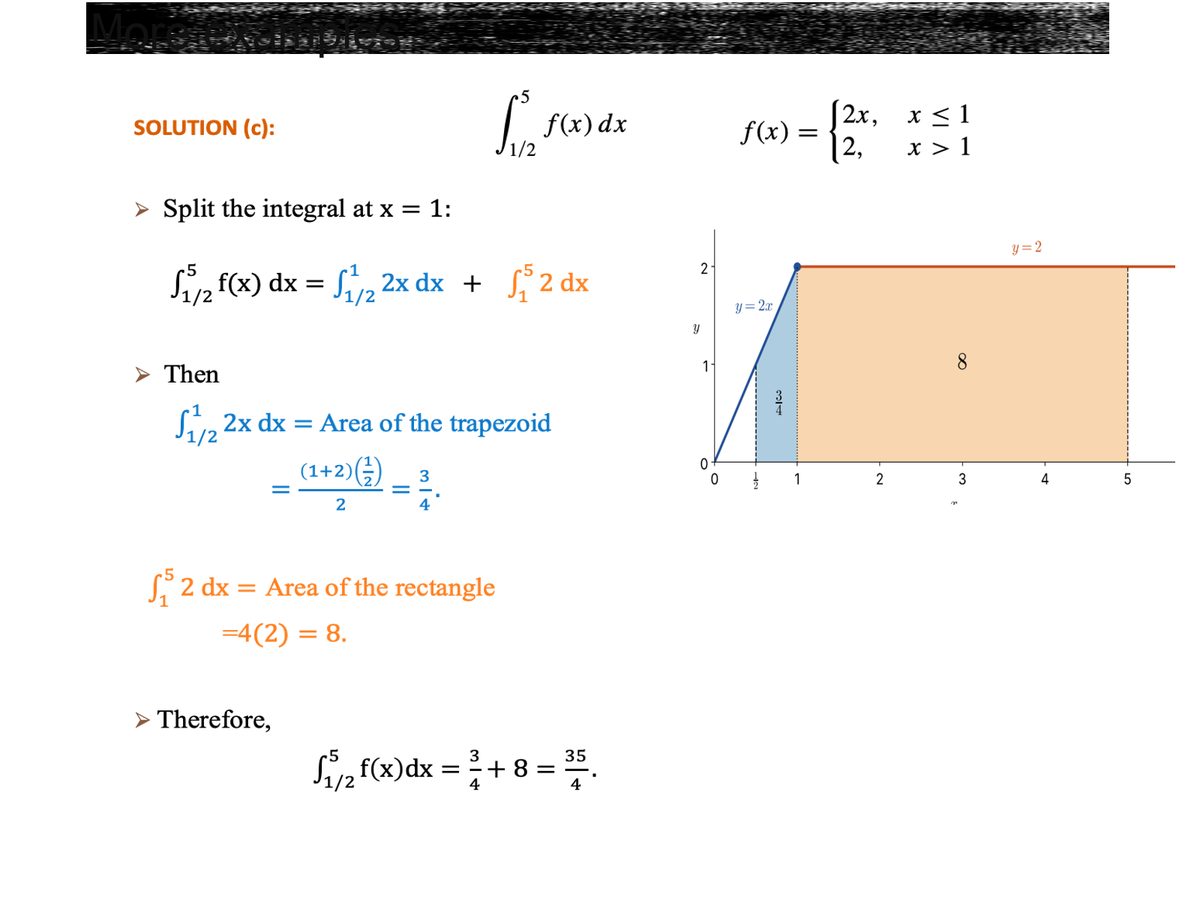 More examples
SOLUTION (c):
∫_{1/2}^{5} f(x) dx
f(x) = {2x, x ≤ 1
2, x > 1
➢ Split the integral at x = 1:
∫_{1/2}^{5} f(x) dx = ∫_{1/2}^{1} 2x dx + ∫_{1}^{5} 2 dx
➢ Then
∫_{1/2}^{1} 2x dx = Area of the trapezoid
= (1+2)(1/2)/2 = 3/4.
∫_{1}^{5} 2 dx = Area of the rectangle
=4(2) = 8.
➢ Therefore,
∫_{1/2}^{5} f(x)dx = 3/4 + 8 = 35/4.
y = 2
2
y = 2x
y
1
8
3/4
0
0 1/2 1 2 3 4 5
x